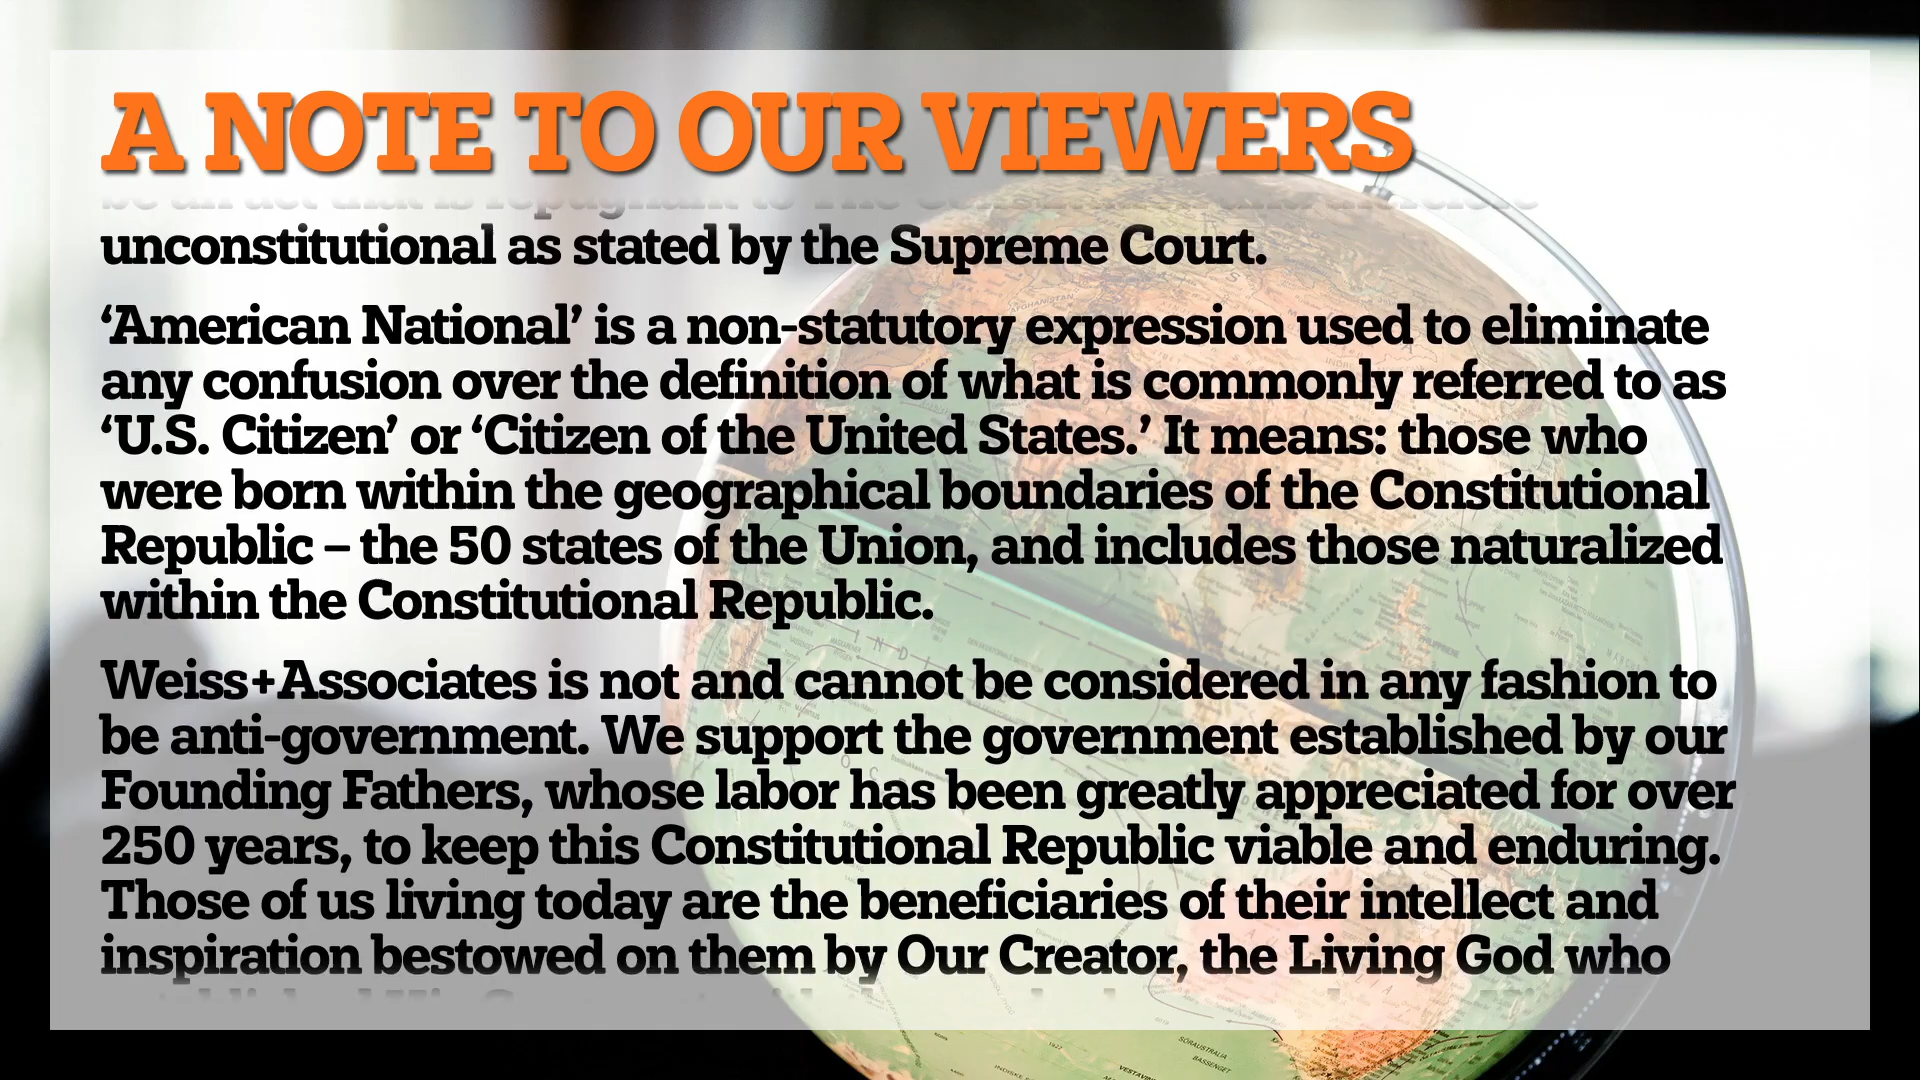 A NOTE TO OUR VIEWERS
unconstitutional as stated by the Supreme Court.
‘American National’ is a non-statutory expression used to eliminate
any confusion over the definition of what is commonly referred to as
‘U.S. Citizen’ or ‘Citizen of the United States.’ It means: those who
were born within the geographical boundaries of the Constitutional
Republic – the 50 states of the Union, and includes those naturalized
within the Constitutional Republic.
Weiss+Associates is not and cannot be considered in any fashion to
be anti-government. We support the government established by our
Founding Fathers, whose labor has been greatly appreciated for over
250 years, to keep this Constitutional Republic viable and enduring.
Those of us living today are the beneficiaries of their intellect and
inspiration bestowed on them by Our Creator, the Living God who